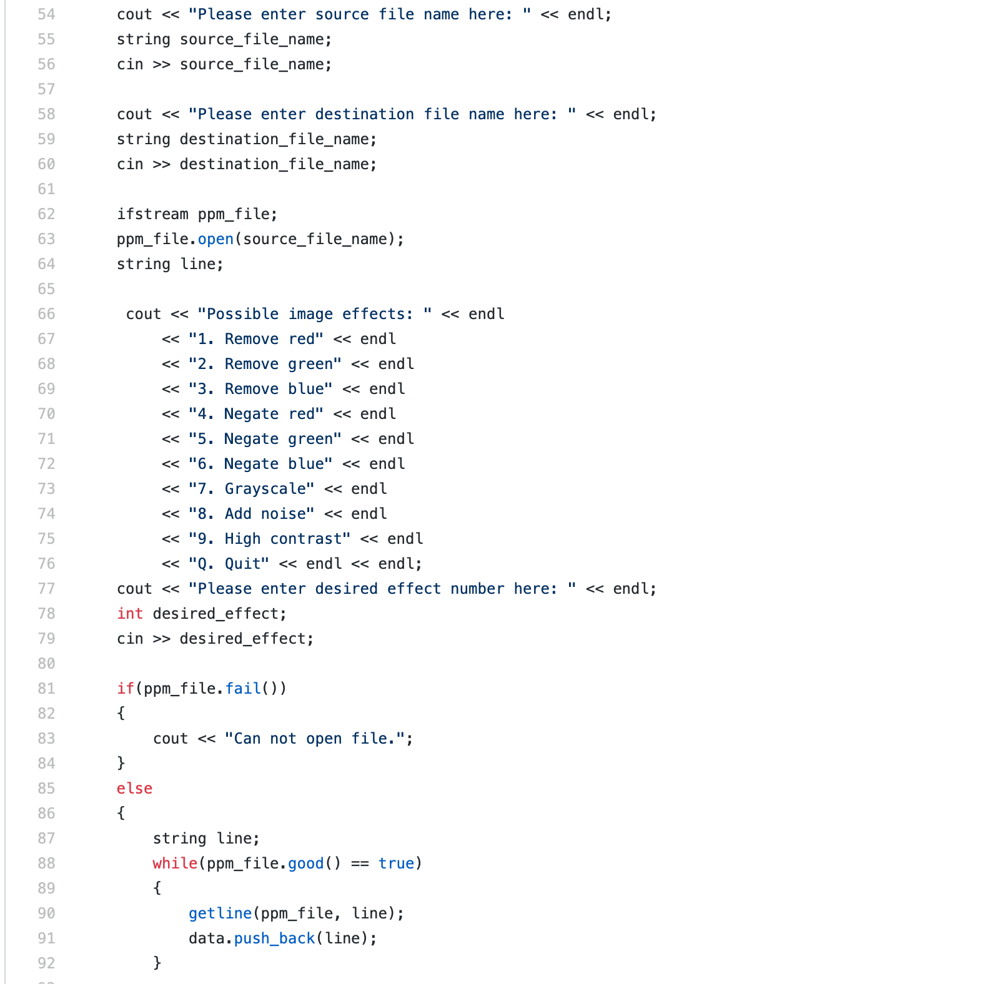 54 cout << "Please enter source file name here: " << endl;
55 string source_file_name;
56 cin >> source_file_name;
57
58 cout << "Please enter destination file name here: " << endl;
59 string destination_file_name;
60 cin >> destination_file_name;
61
62 ifstream ppm_file;
63 ppm_file.open(source_file_name);
64 string line;
65
66 cout << "Possible image effects: " << endl
67 << "1. Remove red" << endl
68 << "2. Remove green" << endl
69 << "3. Remove blue" << endl
70 << "4. Negate red" << endl
71 << "5. Negate green" << endl
72 << "6. Negate blue" << endl
73 << "7. Grayscale" << endl
74 << "8. Add noise" << endl
75 << "9. High contrast" << endl
76 << "Q. Quit" << endl << endl;
77 cout << "Please enter desired effect number here: " << endl;
78 int desired_effect;
79 cin >> desired_effect;
80
81 if(ppm_file.fail())
82 {
83 cout << "Can not open file.";
84 }
85 else
86 {
87 string line;
88 while(ppm_file.good() == true)
89 {
90 getline(ppm_file, line);
91 data.push_back(line);
92 }